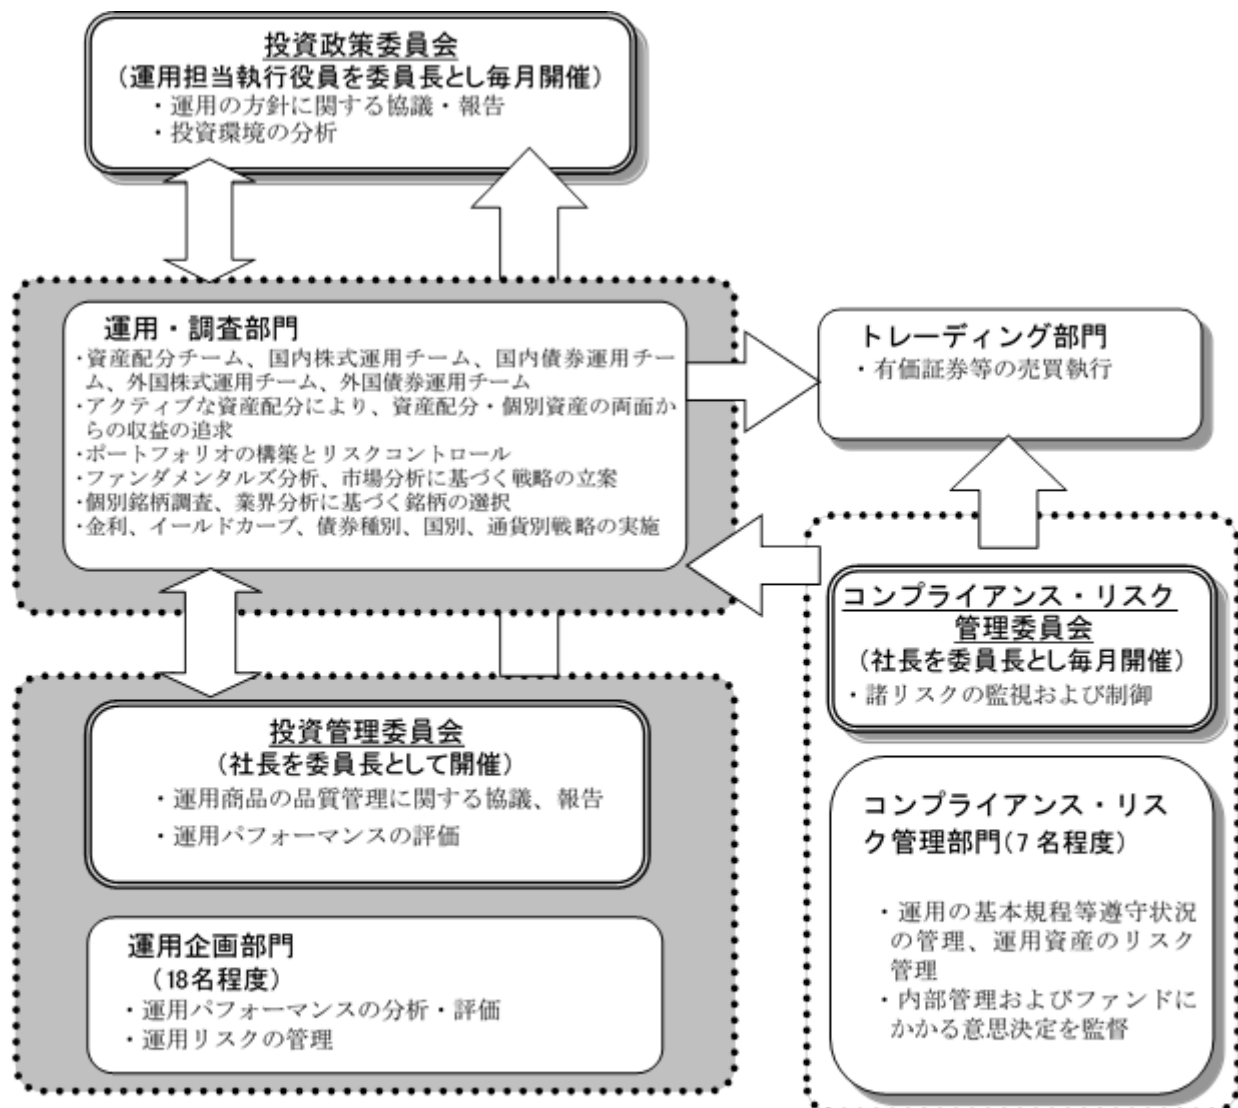 投資政策委員会
(運用担当執行役員を委員長とし毎月開催)
・運用の方針に関する協議・報告
・投資環境の分析
運用・調査部門
・資産配分チーム、国内株式運用チーム、国内債券運用チー
ム、外国株式運用チーム、外国債券運用チーム
・アクティブな資産配分により、資産配分・個別資産の両面か
らの収益の追求
・ポートフォリオの構築とリスクコントロール
・ファンダメンタルズ分析、市場分析に基づく戦略の立案
・個別銘柄調査、業界分析に基づく銘柄の選択
・金利、イールドカーブ、債券種別、国別、通貨別戦略の実施
トレーディング部門
・有価証券等の売買執行
コンプライアンス・リスク
管理委員会
(社長を委員長とし毎月開催)
・諸リスクの監視および制御
投資管理委員会
(社長を委員長として開催)
・運用商品の品質管理に関する協議、報告
・運用パフォーマンスの評価
コンプライアンス・リス
ク管理部門(7名程度)
・運用の基本規程等遵守状況
の管理、運用資産のリスク
管理
・内部管理およびファンドに
かかる意思決定を監督
運用企画部門
(18名程度)
・運用パフォーマンスの分析・評価
・運用リスクの管理